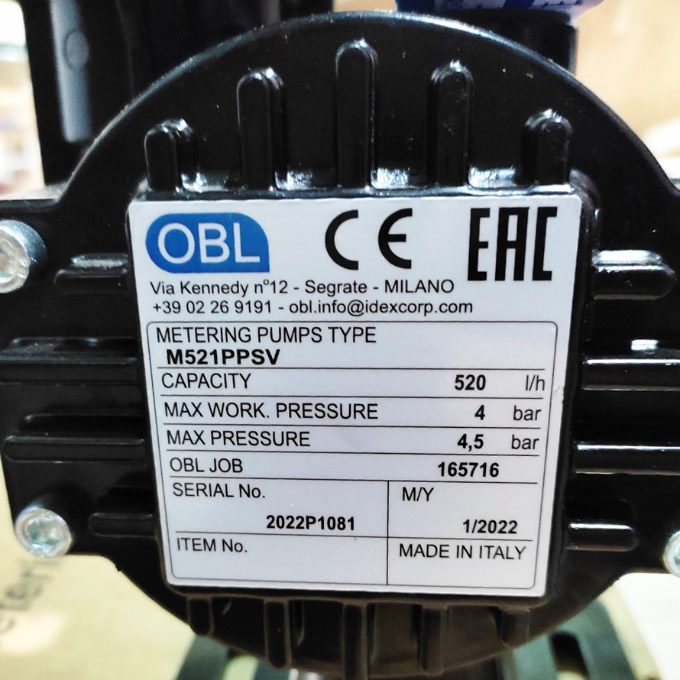 OBL CE EAC
Via Kennedy n°12 - Segrate - MILANO
+39 02 26 9191 - obl.info@idexcorp.com
METERING PUMPS TYPE
M521PPSV
CAPACITY 520 l/h
MAX WORK. PRESSURE 4 bar
MAX PRESSURE 4,5 bar
OBL JOB 165716
SERIAL No. M/Y
2022P1081 1/2022
ITEM No. MADE IN ITALY